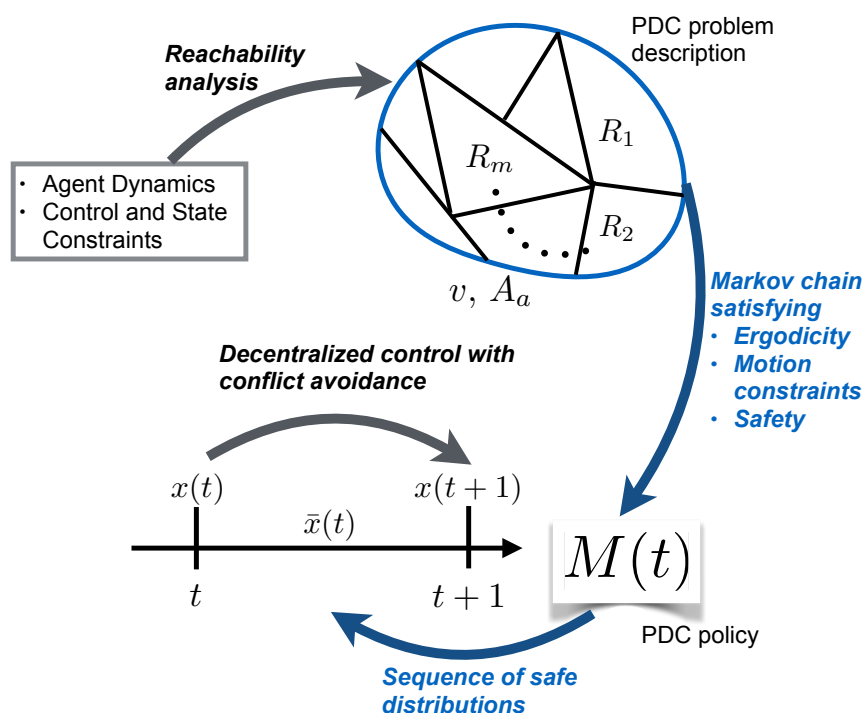 PDC problem
description
Reachability
analysis
• Agent Dynamics
• Control and State
Constraints
R_1
R_m
R_2
v, A_a
Markov chain
satisfying
• Ergodicity
• Motion
constraints
• Safety
Decentralized control with
conflict avoidance
x(t)
x(t + 1)
x̄(t)
t
t + 1
M(t)
PDC policy
Sequence of safe
distributions